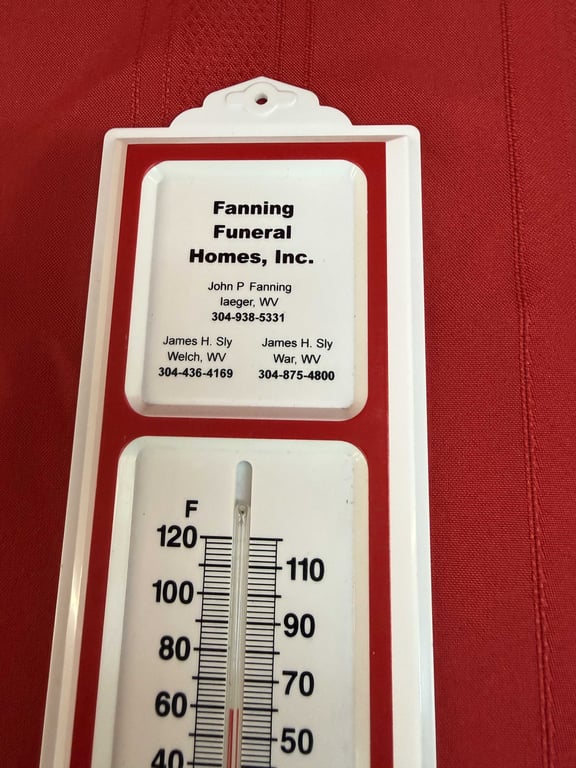 Fanning
Funeral
Homes, Inc.
John P Fanning
Iaeger, WV
304-938-5331
James H. Sly
Welch, WV
304-436-4169
James H. Sly
War, WV
304-875-4800
F
120
110
100
90
80
70
60
50
40